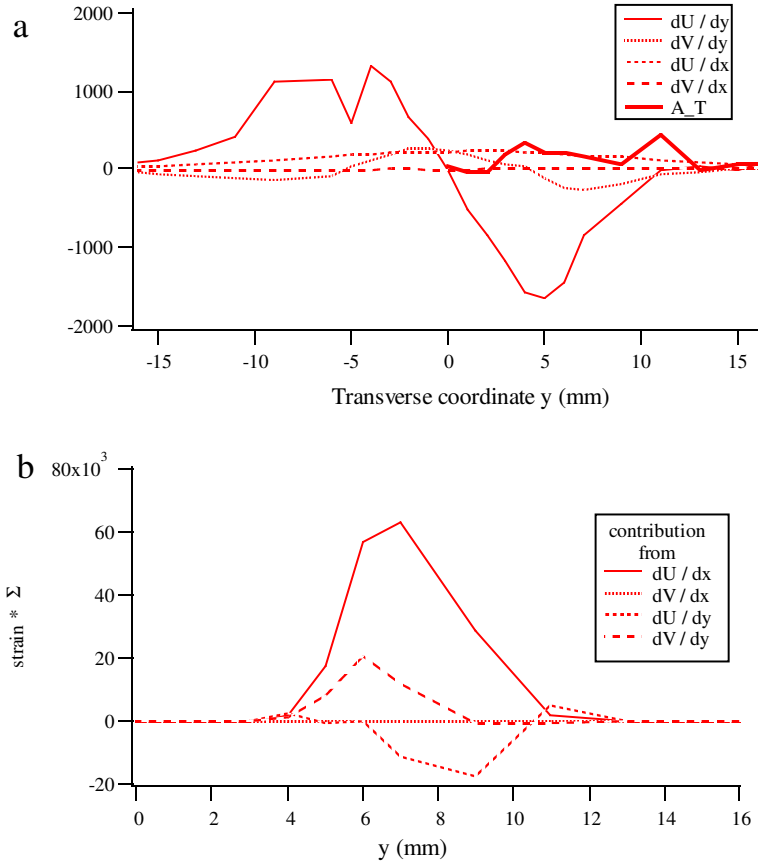 a
2000
1000
0
-1000
-2000
dU / dy
dV / dy
dU / dx
dV / dx
A_T
-15
-10
-5
0
5
10
15
Transverse coordinate y (mm)
b
80x10³
60
40
20
0
-20
strain * Σ
contribution
from
dU / dx
dV / dx
dU / dy
dV / dy
0
2
4
6
8
10
12
14
16
y (mm)